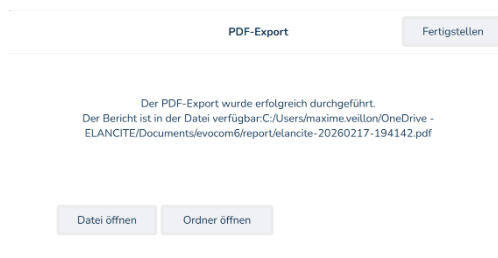 PDF-Export
Fertigstellen
Der PDF-Export wurde erfolgreich durchgeführt.
Der Bericht ist in der Datei verfügbar:C:/Users/maxime.veillon/OneDrive -
ELANCITE/Documents/evocom6/report/elancite-20260217-194142.pdf
Datei öffnen
Ordner öffnen